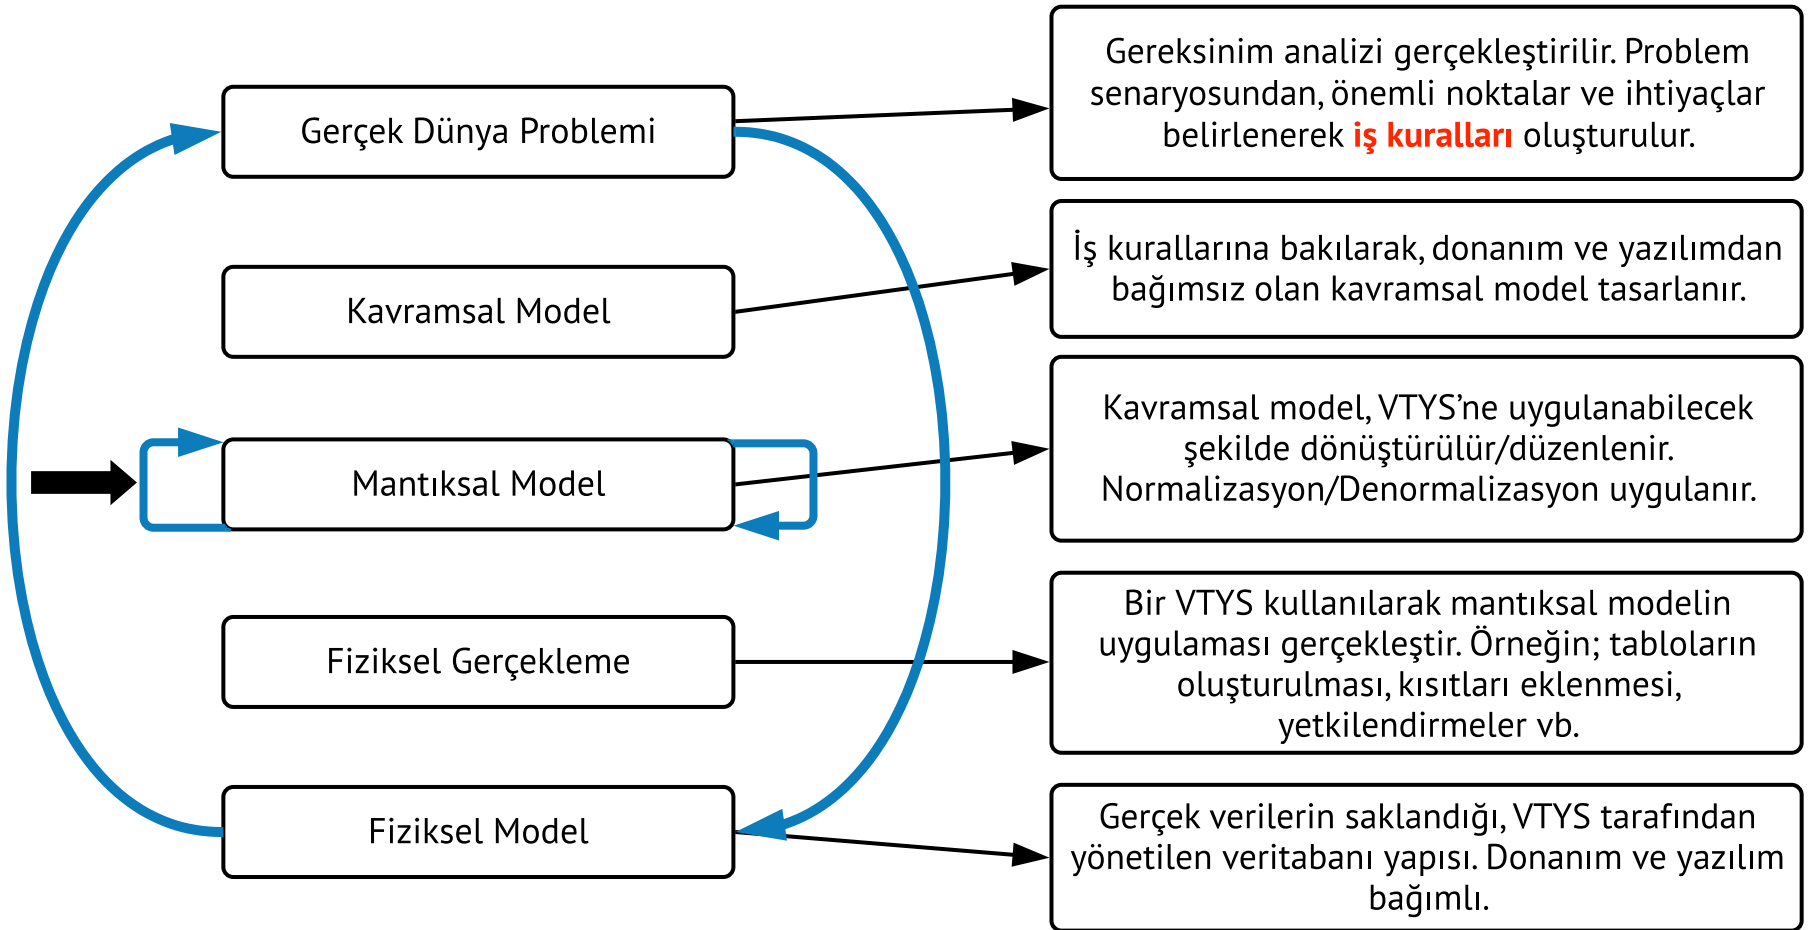 Gerçek Dünya Problemi
Gereksinim analizi gerçekleştirilir. Problem
senaryosundan, önemli noktalar ve ihtiyaçlar
belirlenerek iş kuralları oluşturulur.
Kavramsal Model
İş kurallarına bakılarak, donanım ve yazılımdan
bağımsız olan kavramsal model tasarlanır.
Mantıksal Model
Kavramsal model, VTYS’ne uygulanabilecek
şekilde dönüştürülür/düzenlenir.
Normalizasyon/Denormalizasyon uygulanır.
Fiziksel Gerçekleme
Bir VTYS kullanılarak mantıksal modelin
uygulaması gerçekleştir. Örneğin; tabloların
oluşturulması, kısıtları eklenmesi,
yetkilendirmeler vb.
Fiziksel Model
Gerçek verilerin saklandığı, VTYS tarafından
yönetilen veritabanı yapısı. Donanım ve yazılım
bağımlı.